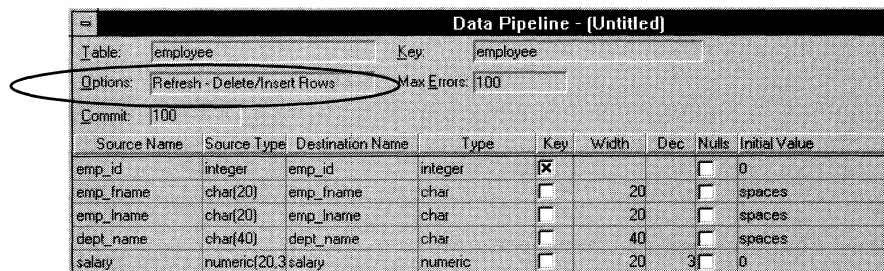 Data Pipeline - (Untitled)
Table: employee Key: employee
Options: Refresh - Delete/Insert Rows Max Errors: 100
Commit: 100
Source Name Source Type Destination Name Type Key Width Dec Nulls Initial Value
emp_id integer emp_id integer 0
emp_fname char(20) emp_fname char 20 spaces
emp_lname char(20) emp_lname char 20 spaces
dept_name char(40) dept_name char 40 spaces
salary numeric(20,3 salary numeric 20 3 0